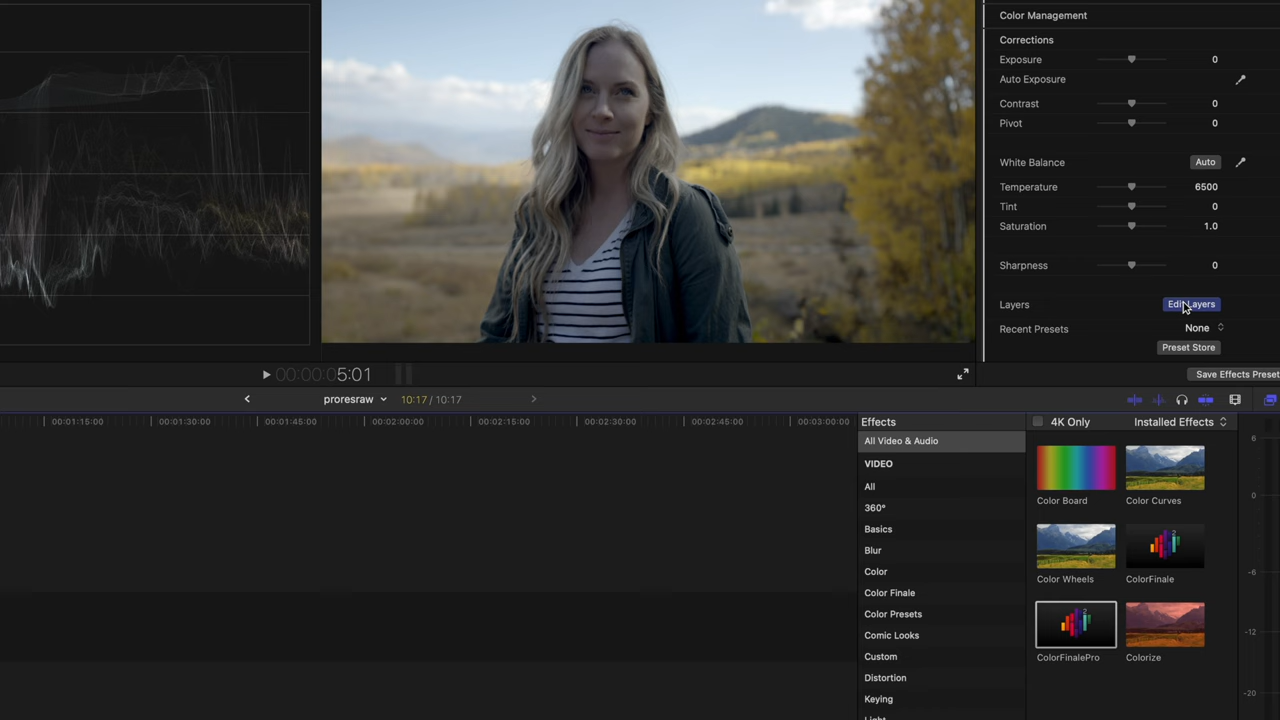 Color Management
Corrections
Exposure 0
Auto Exposure
Contrast 0
Pivot 0
White Balance Auto
Temperature 6500
Tint 0
Saturation 1.0
Sharpness 0
Layers Edit Layers
Recent Presets None
Preset Store
00:00:05:01
Save Effects Preset
proresraw 10:17 / 10:17
00:01:15:00 00:01:30:00 00:01:45:00 00:02:00:00 00:02:15:00 00:02:30:00 00:02:45:00 00:03:00:00
Effects
4K Only Installed Effects
All Video & Audio
VIDEO
All
360°
Basics
Blur
Color
Color Finale
Color Presets
Comic Looks
Custom
Distortion
Keying
Light
Color Board Color Curves
2
Color Wheels ColorFinale
2
ColorFinalePro Colorize
6
0
-6
-12
-20